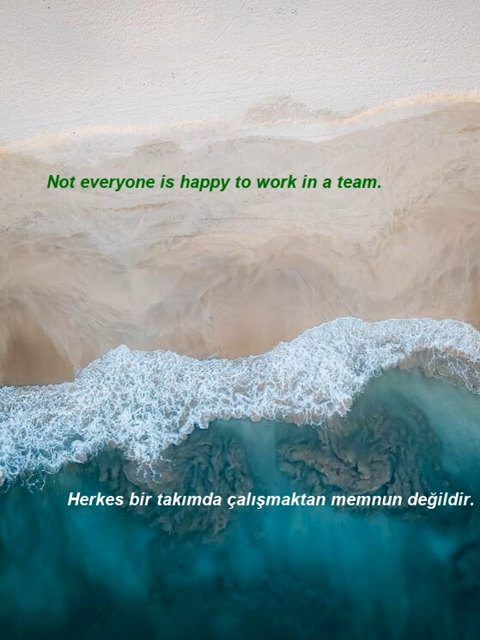 Not everyone is happy to work in a team.
Herkes bir takımda çalışmaktan memnun değildir.